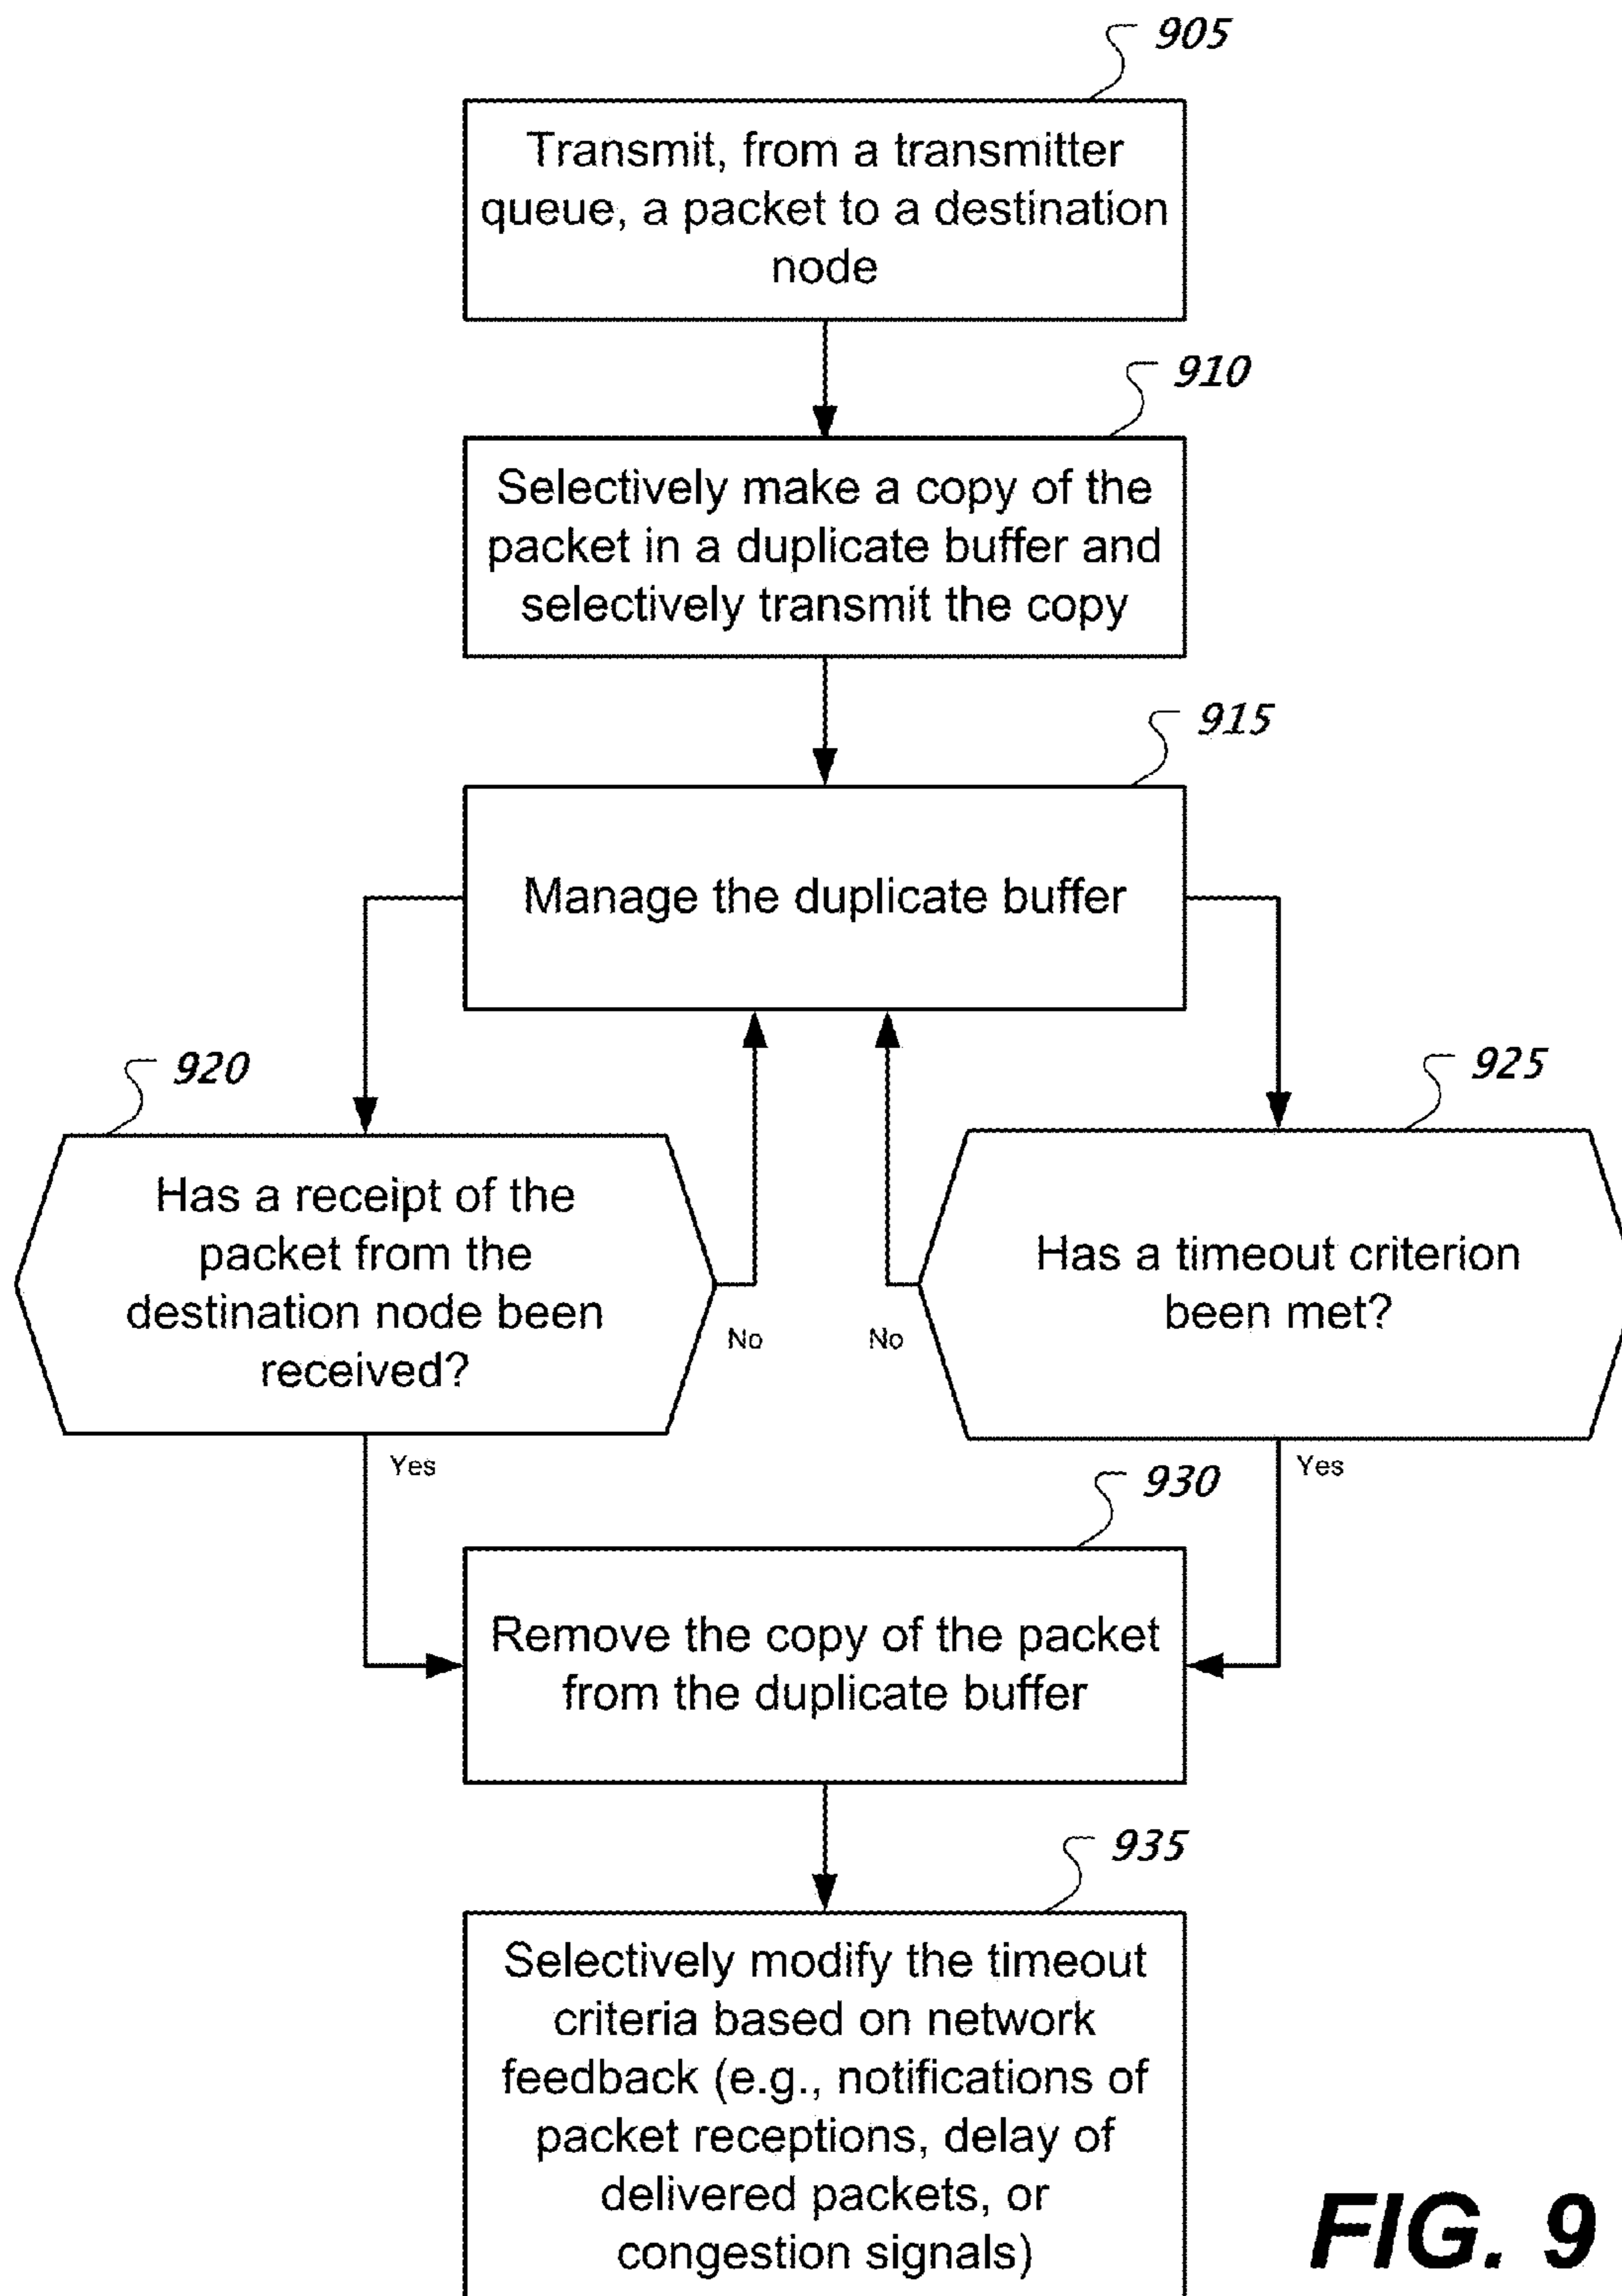 905
Transmit, from a transmitter
queue, a packet to a destination
node
910
Selectively make a copy of the
packet in a duplicate buffer and
selectively transmit the copy
915
Manage the duplicate buffer
920
Has a receipt of the
packet from the
destination node been
received?
No
Yes
925
Has a timeout criterion
been met?
No
Yes
930
Remove the copy of the packet
from the duplicate buffer
935
Selectively modify the timeout
criteria based on network
feedback (e.g., notifications of
packet receptions, delay of
delivered packets, or
congestion signals)
FIG. 9